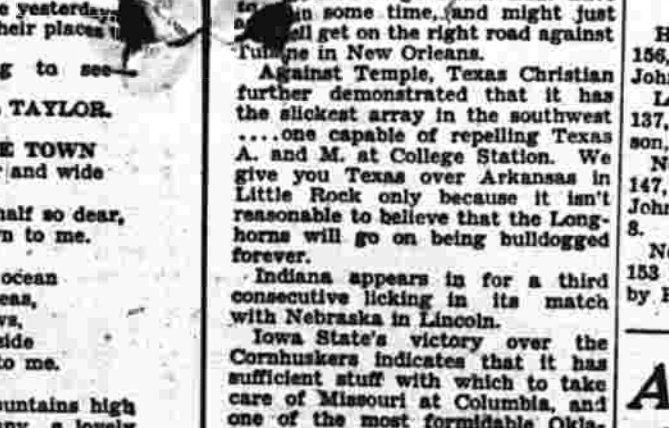 e yesterday
heir places
g to see
TAYLOR.
E TOWN
and wide
half so dear,
n to me.
ocean
eas,
vs,
side
to me.
untains high
a lovely
in some time, and might just
ell get on the right road against
Tulane in New Orleans.
Against Temple, Texas Christian
further demonstrated that it has
the slickest array in the southwest
....one capable of repelling Texas
A. and M. at College Station. We
give you Texas over Arkansas in
Little Rock only because it isn't
reasonable to believe that the Long-
horns will go on being bulldogged
forever.
Indiana appears in for a third
consecutive licking in its match
with Nebraska in Lincoln.
Iowa State's victory over the
Cornhuskers indicates that it has
sufficient stuff with which to take
care of Missouri at Columbia, and
one of the most formidable Okla-
H
156,
John
L
137,
son,
N
147
John
8.
N
153
by
A